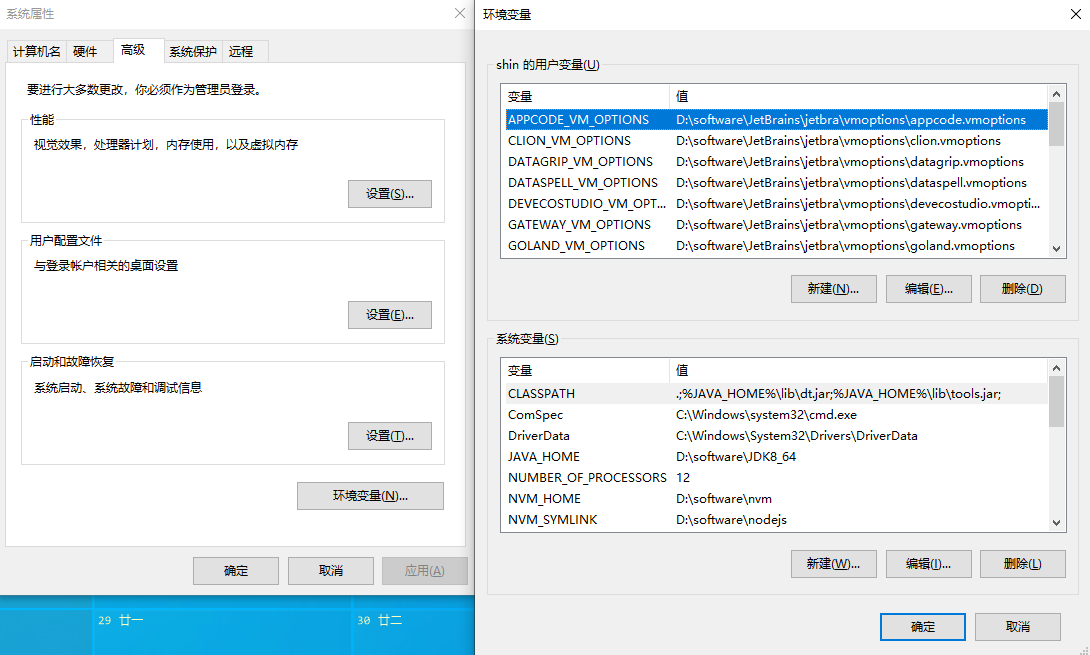 系统属性
计算机名 硬件 高级 系统保护 远程
要进行大多数更改，你必须作为管理员登录。
性能
视觉效果，处理器计划，内存使用，以及虚拟内存
设置(S)...
用户配置文件
与登录帐户相关的桌面设置
设置(E)...
启动和故障恢复
系统启动、系统故障和调试信息
设置(T)...
环境变量(N)...
确定 取消 应用(A)
29 廿一 30 廿二
环境变量
shin 的用户变量(U)
变量 值
APPCODE_VM_OPTIONS D:\software\JetBrains\jetbra\vmoptions\appcode.vmoptions
CLION_VM_OPTIONS D:\software\JetBrains\jetbra\vmoptions\clion.vmoptions
DATAGRIP_VM_OPTIONS D:\software\JetBrains\jetbra\vmoptions\datagrip.vmoptions
DATASPELL_VM_OPTIONS D:\software\JetBrains\jetbra\vmoptions\dataspell.vmoptions
DEVECOSTUDIO_VM_OPT... D:\software\JetBrains\jetbra\vmoptions\devecostudio.vmopti...
GATEWAY_VM_OPTIONS D:\software\JetBrains\jetbra\vmoptions\gateway.vmoptions
GOLAND_VM_OPTIONS D:\software\JetBrains\jetbra\vmoptions\goland.vmoptions
新建(N)... 编辑(E)... 删除(D)
系统变量(S)
变量 值
CLASSPATH .;%JAVA_HOME%\lib\dt.jar;%JAVA_HOME%\lib\tools.jar;
ComSpec C:\Windows\system32\cmd.exe
DriverData C:\Windows\System32\Drivers\DriverData
JAVA_HOME D:\software\JDK8_64
NUMBER_OF_PROCESSORS 12
NVM_HOME D:\software\nvm
NVM_SYMLINK D:\software\nodejs
新建(W)... 编辑(I)... 删除(L)
确定 取消